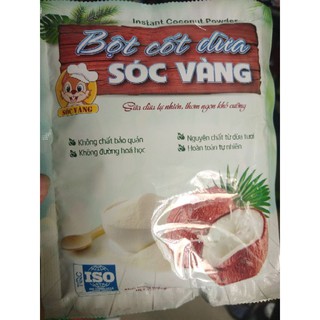 Instant Coconut Powder
Bột cốt dừa
SÓC VÀNG
SÓC VÀNG
Sữa dừa tự nhiên, thơm ngon khó cưỡng
Không chất bảo quản
Không đường hoá học
Nguyên chất từ dừa tươi
Hoàn toàn tự nhiên
ISO